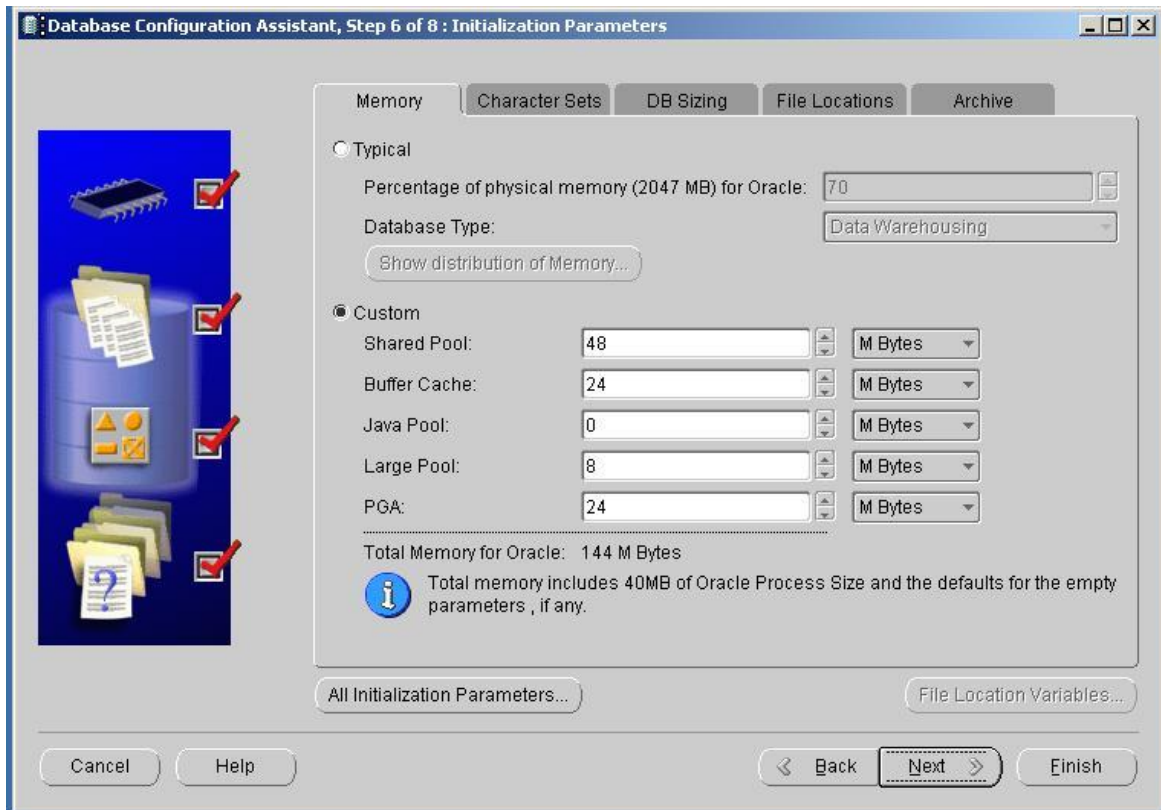 Database Configuration Assistant, Step 6 of 8 : Initialization Parameters
Memory Character Sets DB Sizing File Locations Archive
Typical
Percentage of physical memory (2047 MB) for Oracle: 70
Database Type: Data Warehousing
Show distribution of Memory...
Custom
Shared Pool: 48 M Bytes
Buffer Cache: 24 M Bytes
Java Pool: 0 M Bytes
Large Pool: 8 M Bytes
PGA: 24 M Bytes
Total Memory for Oracle: 144 M Bytes
Total memory includes 40MB of Oracle Process Size and the defaults for the empty
parameters , if any.
All Initialization Parameters... File Location Variables...
Cancel Help Back Next Finish